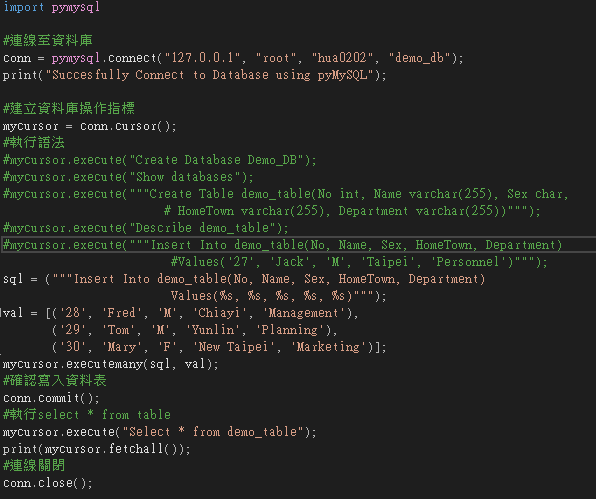 import pymysql
#連線至資料庫
conn = pymysql.connect("127.0.0.1", "root", "hua0202", "demo_db");
print("Succesfully Connect to Database using pyMySQL");
#建立資料庫操作指標
mycursor = conn.cursor();
#執行語法
#mycursor.execute("Create Database Demo_DB");
#mycursor.execute("Show databases");
#mycursor.execute("""Create Table demo_table(No int, Name varchar(255), Sex char,
# HomeTown varchar(255), Department varchar(255))""");
#mycursor.execute("Describe demo_table");
#mycursor.execute("""Insert Into demo_table(No, Name, Sex, HomeTown, Department)
#Values('27', 'Jack', 'M', 'Taipei', 'Personnel')""");
sql = ("""Insert Into demo_table(No, Name, Sex, HomeTown, Department)
Values(%s, %s, %s, %s, %s)""");
val = [('28', 'Fred', 'M', 'Chiayi', 'Management'),
('29', 'Tom', 'M', 'Yunlin', 'Planning'),
('30', 'Mary', 'F', 'New Taipei', 'Marketing')];
mycursor.executemany(sql, val);
#確認寫入資料表
conn.commit();
#執行select * from table
mycursor.execute("Select * from demo_table");
print(mycursor.fetchall());
#連線關閉
conn.close();